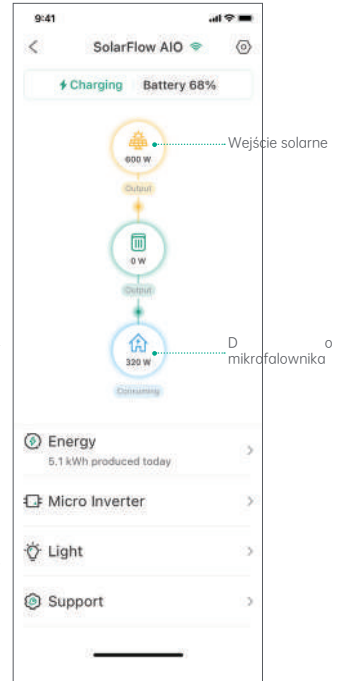 9:41
SolarFlow AIO
Charging Battery 68%
600 W
Wejście solarne
Output
0 W
Output
320 W
D o
mikrofalownika
Consuming
Energy
5.1 kWh produced today
Micro Inverter
Light
Support